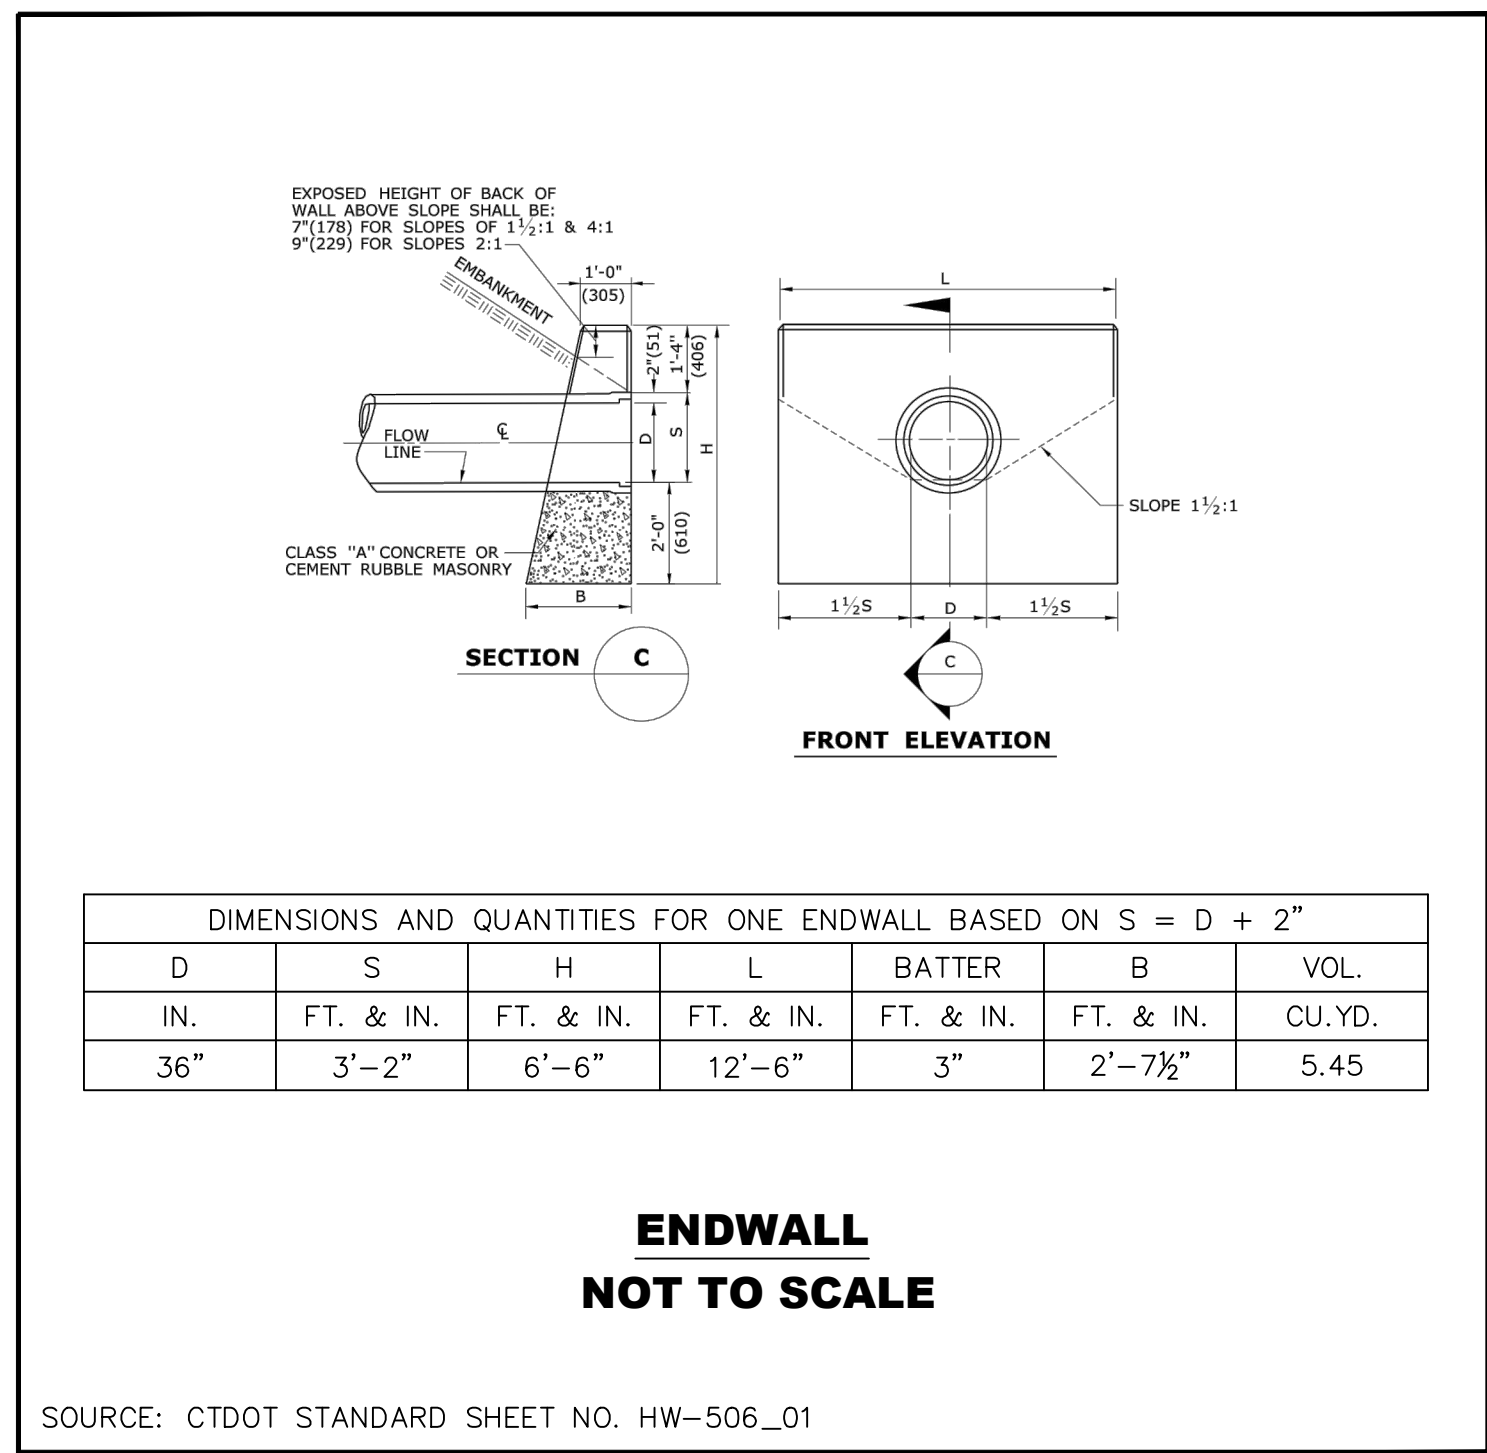 EXPOSED HEIGHT OF BACK OF
WALL ABOVE SLOPE SHALL BE:
7"(178) FOR SLOPES OF 1½:1 & 4:1
9"(229) FOR SLOPES 2:1
EMBANKMENT
1'-0"
(305)
2"(51)
1'-4"
(406)
FLOW
LINE
℄
D
S
H
2'-0"
(610)
CLASS "A" CONCRETE OR
CEMENT RUBBLE MASONRY
B
SECTION C
L
SLOPE 1½:1
1½S D 1½S
C
FRONT ELEVATION
DIMENSIONS AND QUANTITIES FOR ONE ENDWALL BASED ON S = D + 2"
D S H L BATTER B VOL.
IN. FT. & IN. FT. & IN. FT. & IN. FT. & IN. FT. & IN. CU.YD.
36" 3'-2" 6'-6" 12'-6" 3" 2'-7½" 5.45
ENDWALL
NOT TO SCALE
SOURCE: CTDOT STANDARD SHEET NO. HW-506_01